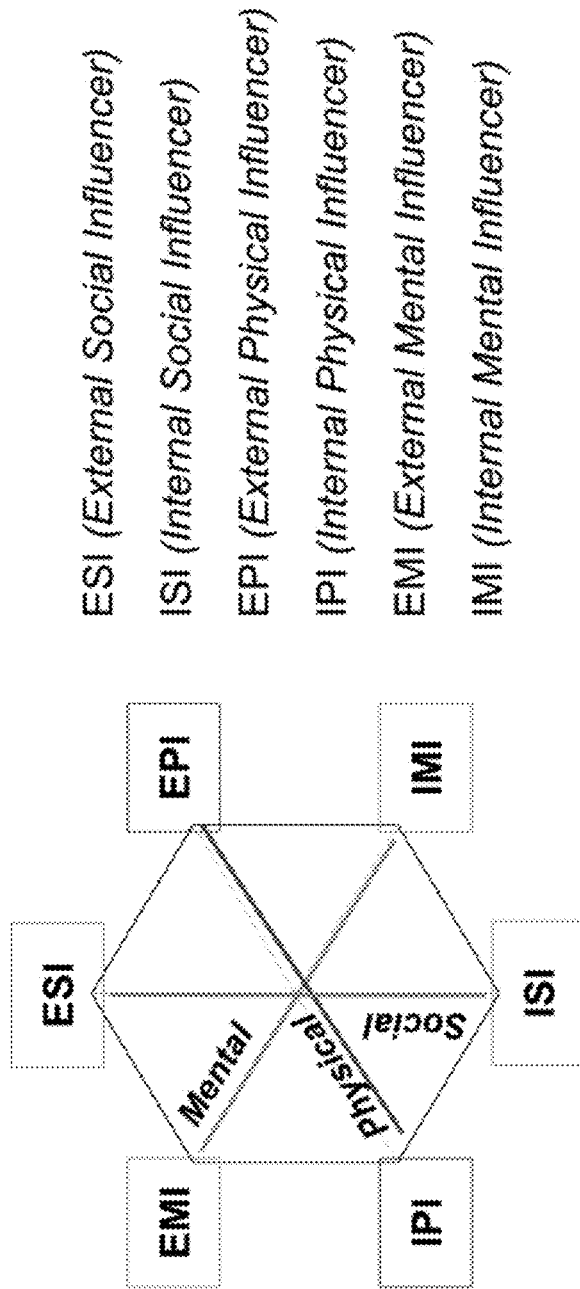 ESI
EMI
EPI
Mental
Physical
Social
IPI
IMI
ISI
ESI (External Social Influencer)
ISI (Internal Social Influencer)
EPI (External Physical Influencer)
IPI (Internal Physical Influencer)
EMI (External Mental Influencer)
IMI (Internal Mental Influencer)